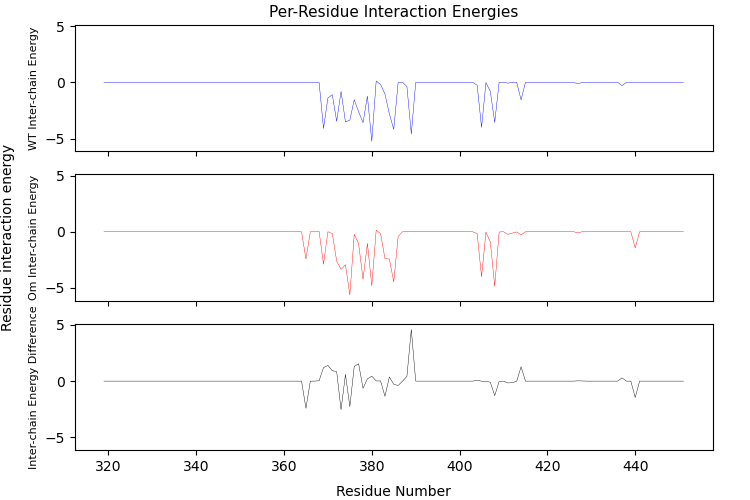 Per-Residue Interaction Energies
Residue interaction energy
WT Inter-chain Energy
5
0
−5
Om Inter-chain Energy
5
0
−5
Inter-chain Energy Difference
5
0
−5
320 340 360 380 400 420 440
Residue Number